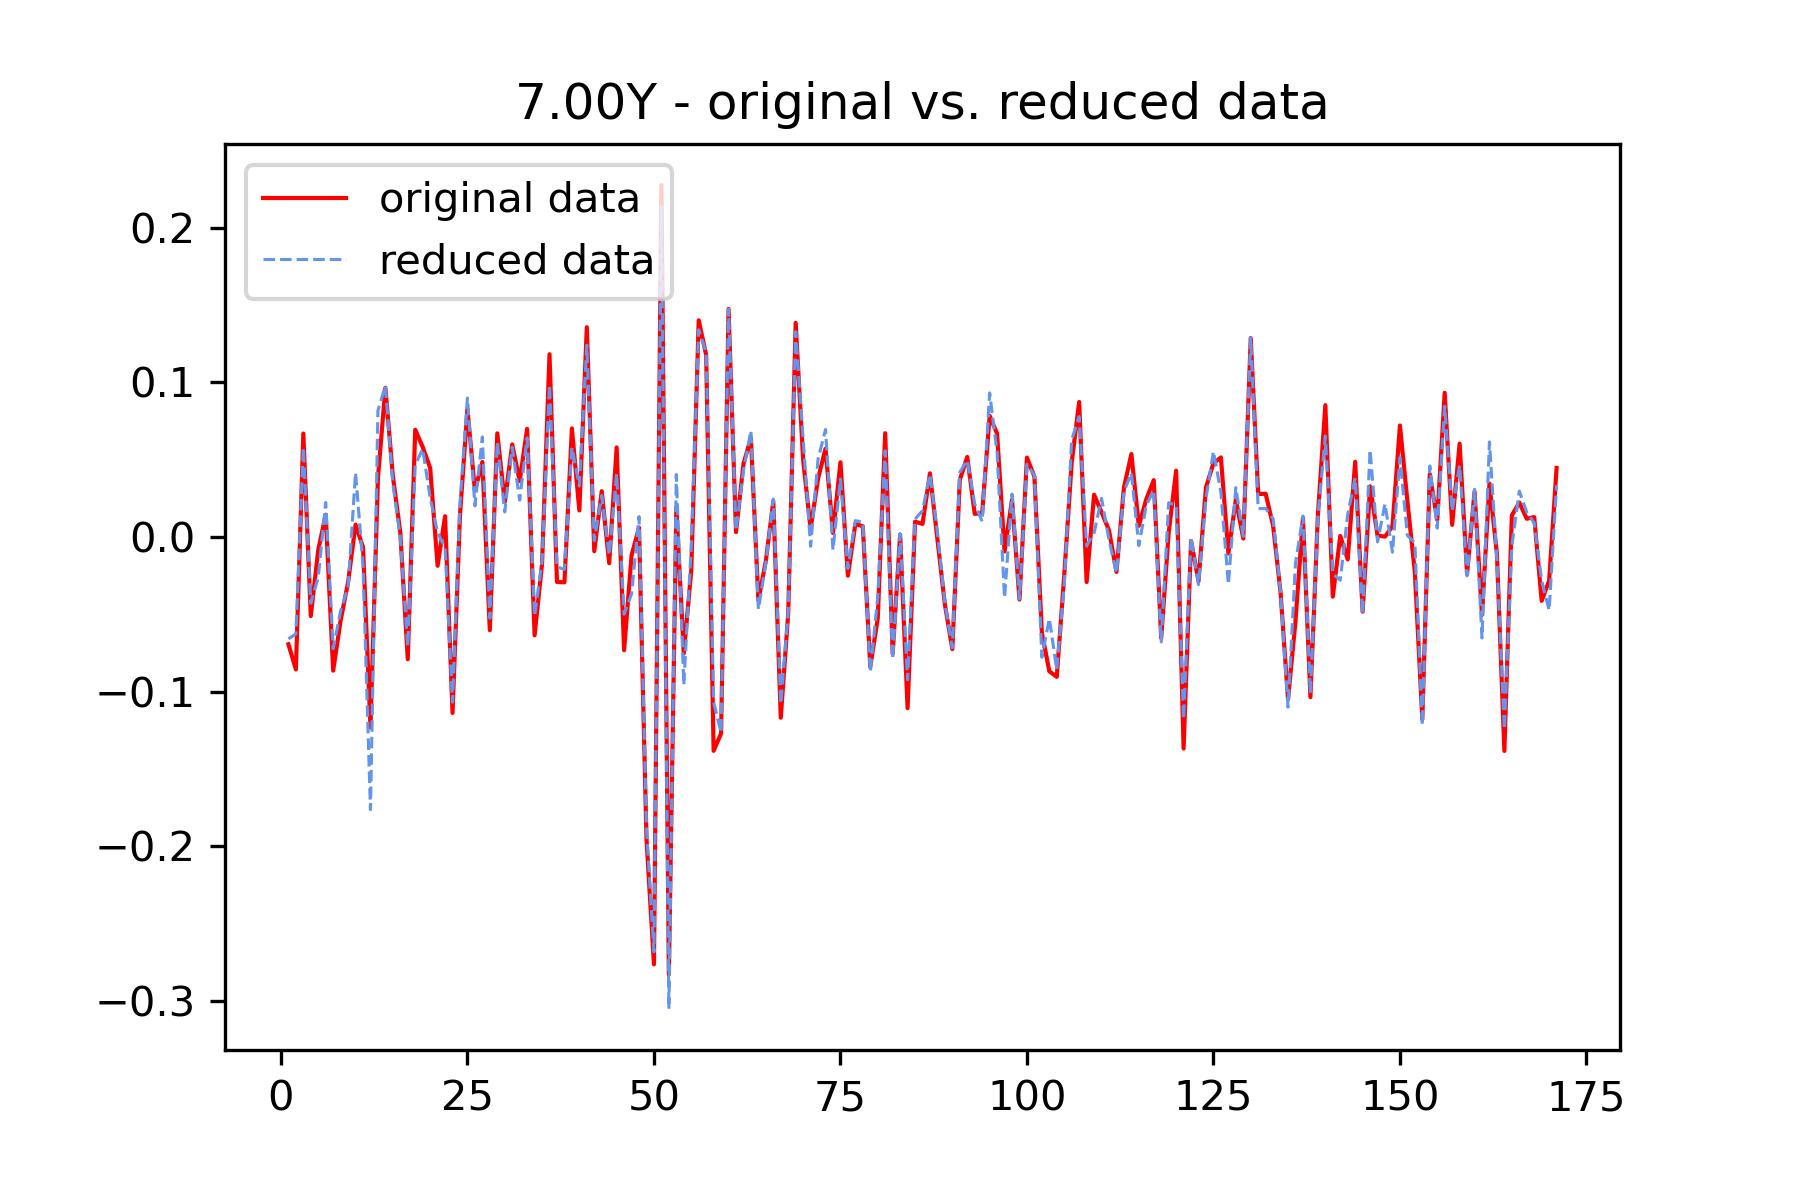 7.00Y - original vs. reduced data
original data
reduced data
0.2
0.1
0.0
−0.1
−0.2
−0.3
0 25 50 75 100 125 150 175